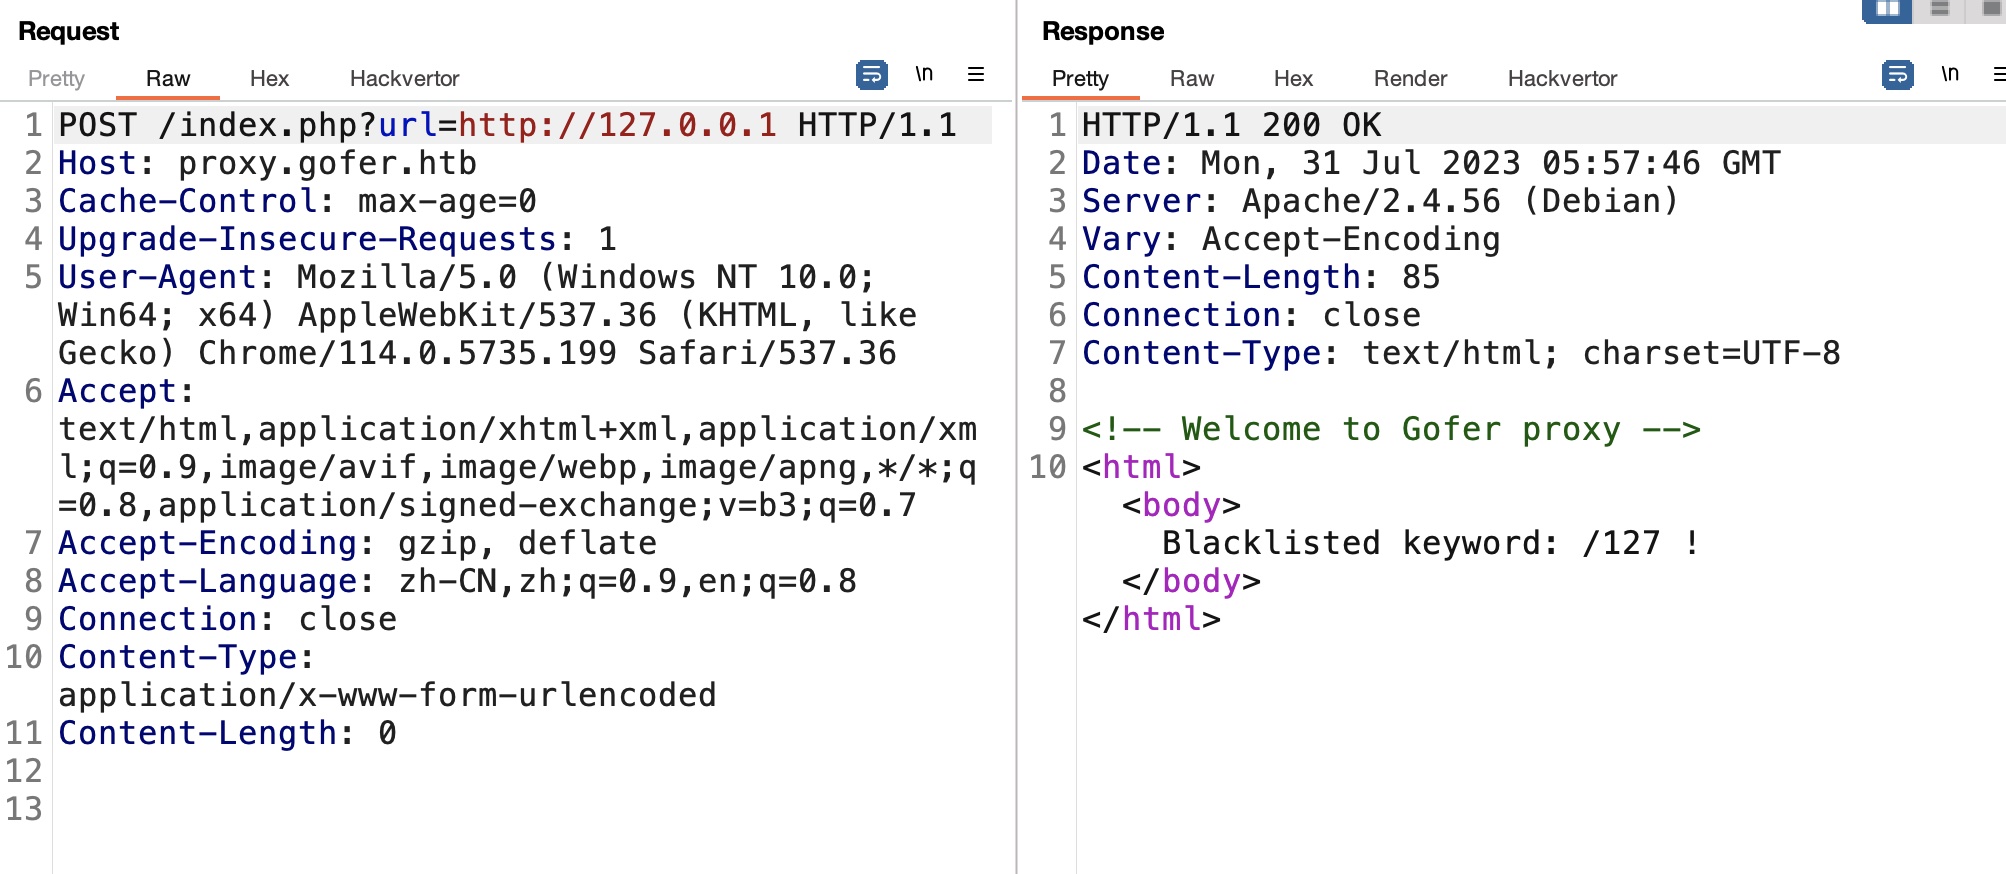 Request
Pretty Raw Hex Hackvertor \n
1 POST /index.php?url=http://127.0.0.1 HTTP/1.1
2 Host: proxy.gofer.htb
3 Cache-Control: max-age=0
4 Upgrade-Insecure-Requests: 1
5 User-Agent: Mozilla/5.0 (Windows NT 10.0;
Win64; x64) AppleWebKit/537.36 (KHTML, like
Gecko) Chrome/114.0.5735.199 Safari/537.36
6 Accept:
text/html,application/xhtml+xml,application/xm
l;q=0.9,image/avif,image/webp,image/apng,*/*;q
=0.8,application/signed-exchange;v=b3;q=0.7
7 Accept-Encoding: gzip, deflate
8 Accept-Language: zh-CN,zh;q=0.9,en;q=0.8
9 Connection: close
10 Content-Type:
application/x-www-form-urlencoded
11 Content-Length: 0
12
13
Response
Pretty Raw Hex Render Hackvertor \n
1 HTTP/1.1 200 OK
2 Date: Mon, 31 Jul 2023 05:57:46 GMT
3 Server: Apache/2.4.56 (Debian)
4 Vary: Accept-Encoding
5 Content-Length: 85
6 Connection: close
7 Content-Type: text/html; charset=UTF-8
8
9 <!-- Welcome to Gofer proxy -->
10 <html>
<body>
Blacklisted keyword: /127 !
</body>
</html>